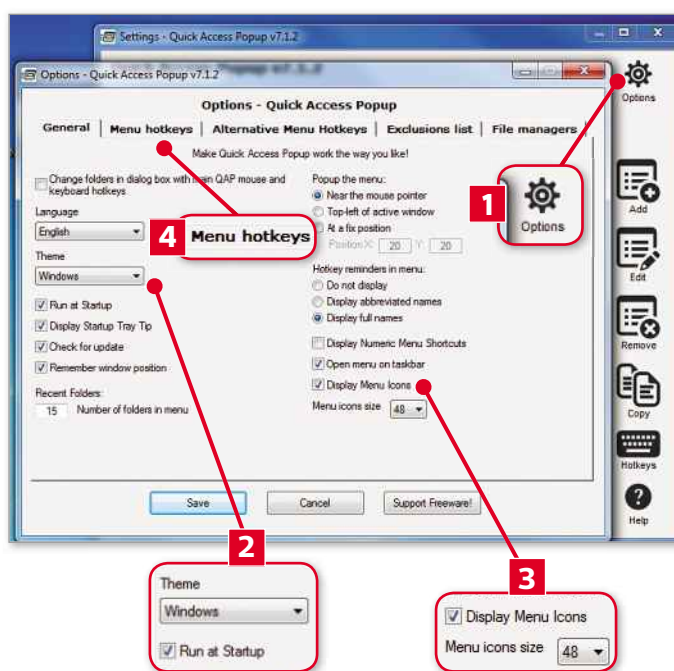 Settings - Quick Access Popup v7.1.2
Options - Quick Access Popup v7.1.2
Options - Quick Access Popup
General | Menu hotkeys | Alternative Menu Hotkeys | Exclusions list | File managers
Make Quick Access Popup work the way you like!
Change folders in dialog box with main QAP mouse and
keyboard hotkeys
Language
English
Theme
Windows
Run at Startup
Display Startup Tray Tip
Check for update
Remember window position
Recent Folders:
15 Number of folders in menu
Popup the menu:
Near the mouse pointer
Top-left of active window
At a fix position
Position X: 20 Y: 20
Hotkey reminders in menu:
Do not display
Display abbreviated names
Display full names
Display Numeric Menu Shortcuts
Open menu on taskbar
Display Menu Icons
Menu icons size 48
Save
Cancel
Support Freeware!
Options
Add
Edit
Remove
Copy
Hotkeys
Help
1
Options
4
Menu hotkeys
2
Theme
Windows
Run at Startup
3
Display Menu Icons
Menu icons size 48